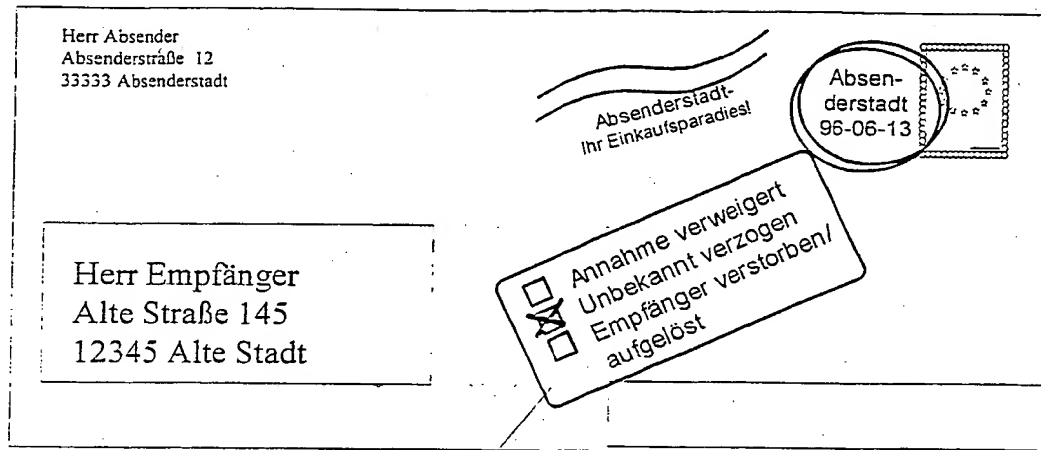 Herr Absender
Absenderstraße 12
33333 Absenderstadt
Absenderstadt-
Ihr Einkaufsparadies!
Absen-
derstadt
96-06-13
Annahme verweigert
Unbekannt verzogen
Empfänger verstorben/
aufgelöst
Herr Empfänger
Alte Straße 145
12345 Alte Stadt